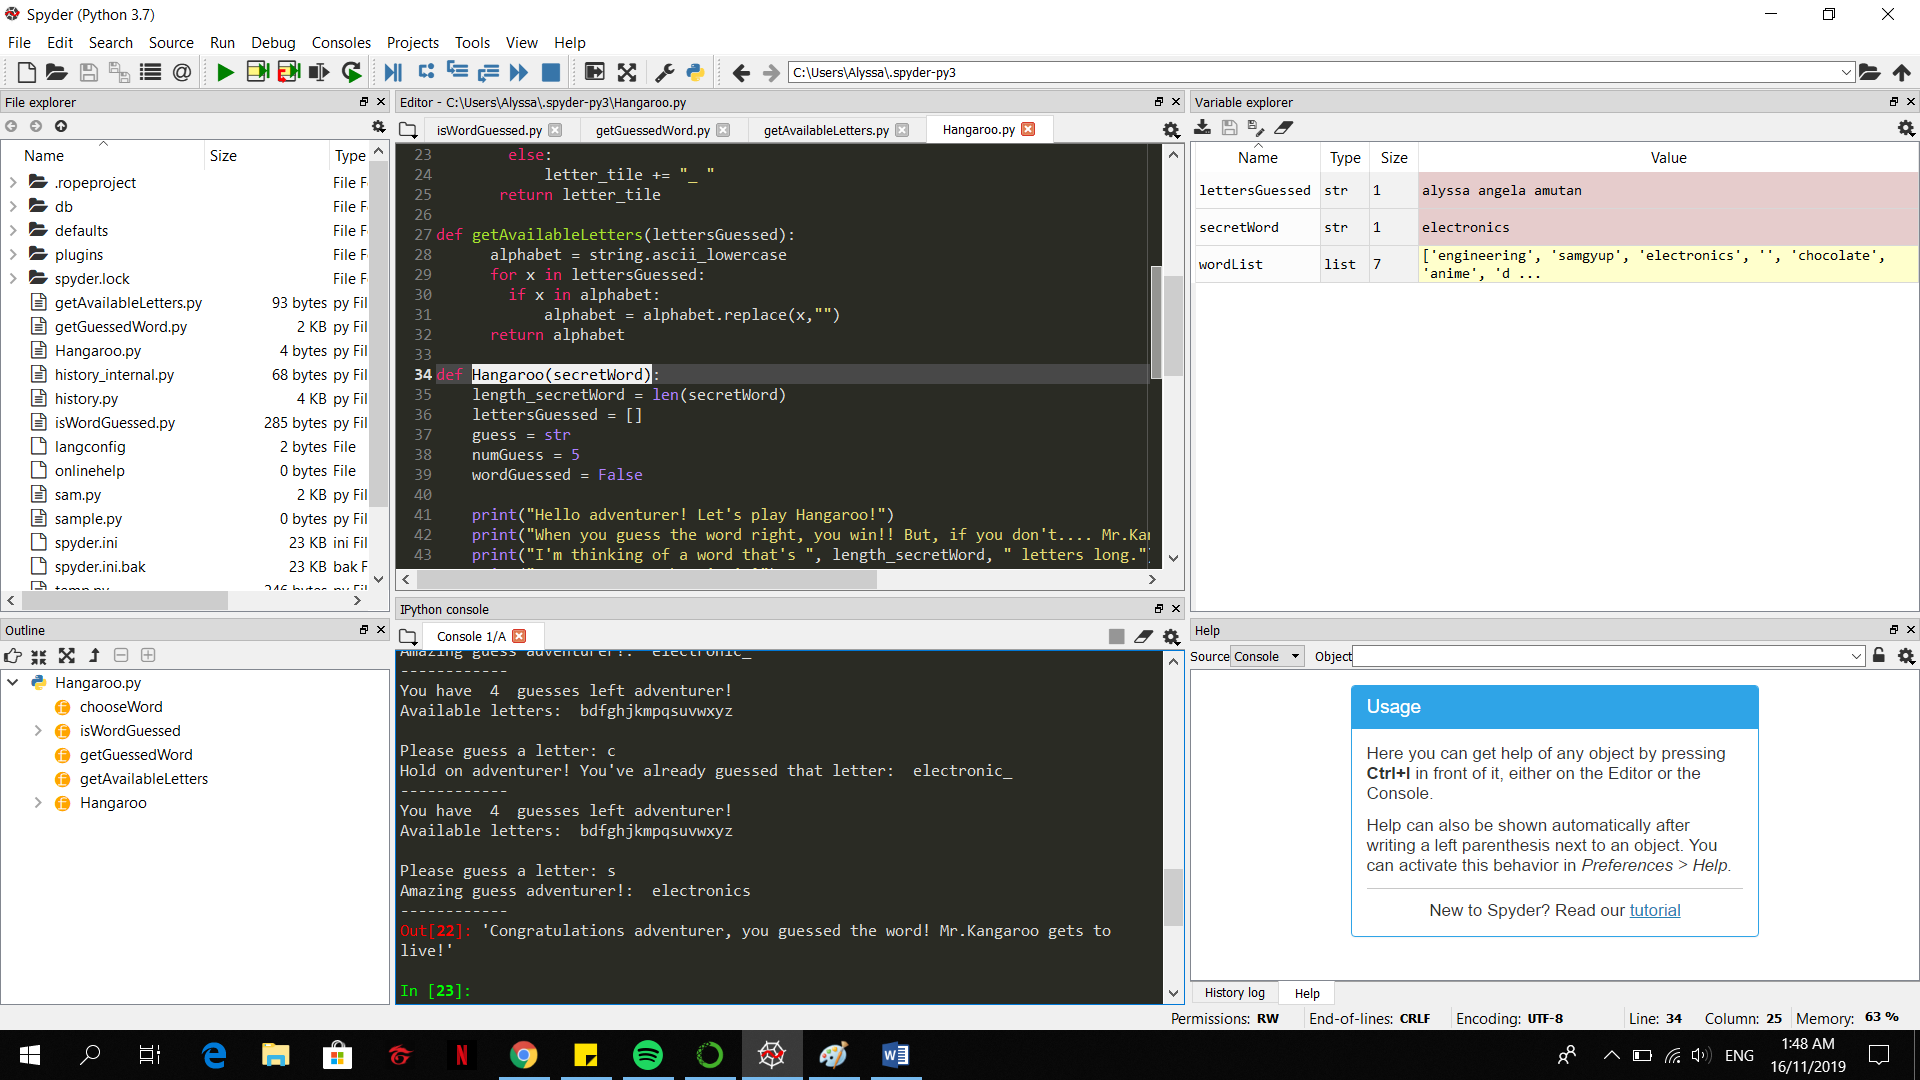 Spyder (Python 3.7)
File Edit Search Source Run Debug Consoles Projects Tools View Help
C:\Users\Alyssa\.spyder-py3
File explorer
Name Size Type
.ropeproject File F
db File F
defaults File F
plugins File F
spyder.lock File F
getAvailableLetters.py 93 bytes py Fil
getGuessedWord.py 2 KB py Fil
Hangaroo.py 4 bytes py Fil
history_internal.py 68 bytes py Fil
history.py 4 KB py Fil
isWordGuessed.py 285 bytes py Fil
langconfig 2 bytes File
onlinehelp 0 bytes File
sam.py 2 KB py Fil
sample.py 0 bytes py Fil
spyder.ini 23 KB ini Fil
spyder.ini.bak 23 KB bak F
temp.py 246 bytes py Fil
Outline
Hangaroo.py
chooseWord
isWordGuessed
getGuessedWord
getAvailableLetters
Hangaroo
Editor - C:\Users\Alyssa\.spyder-py3\Hangaroo.py
isWordGuessed.py getGuessedWord.py getAvailableLetters.py Hangaroo.py
23 else:
24 letter_tile += "_ "
25 return letter_tile
26
27 def getAvailableLetters(lettersGuessed):
28 alphabet = string.ascii_lowercase
29 for x in lettersGuessed:
30 if x in alphabet:
31 alphabet = alphabet.replace(x,"")
32 return alphabet
33
34 def Hangaroo(secretWord):
35 length_secretWord = len(secretWord)
36 lettersGuessed = []
37 guess = str
38 numGuess = 5
39 wordGuessed = False
40
41 print("Hello adventurer! Let's play Hangaroo!")
42 print("When you guess the word right, you win!! But, if you don't.... Mr.Kan
43 print("I'm thinking of a word that's ", length_secretWord, " letters long.")
IPython console
Console 1/A
Amazing guess adventurer!: electronic_
------------
You have 4 guesses left adventurer!
Available letters: bdfghjkmpqsuvwxyz
Please guess a letter: c
Hold on adventurer! You've already guessed that letter: electronic_
------------
You have 4 guesses left adventurer!
Available letters: bdfghjkmpqsuvwxyz
Please guess a letter: s
Amazing guess adventurer!: electronics
------------
Out[22]: 'Congratulations adventurer, you guessed the word! Mr.Kangaroo gets to
live!'
In [23]:
Variable explorer
Name Type Size Value
lettersGuessed str 1 alyssa angela amutan
secretWord str 1 electronics
wordList list 7 ['engineering', 'samgyup', 'electronics', '', 'chocolate',
'anime', 'd ...
Help
Source Console Object
Usage
Here you can get help of any object by pressing
Ctrl+I in front of it, either on the Editor or the
Console.
Help can also be shown automatically after
writing a left parenthesis next to an object. You
can activate this behavior in Preferences > Help.
New to Spyder? Read our tutorial
History log Help
Permissions: RW End-of-lines: CRLF Encoding: UTF-8 Line: 34 Column: 25 Memory: 63 %
ENG
1:48 AM
16/11/2019